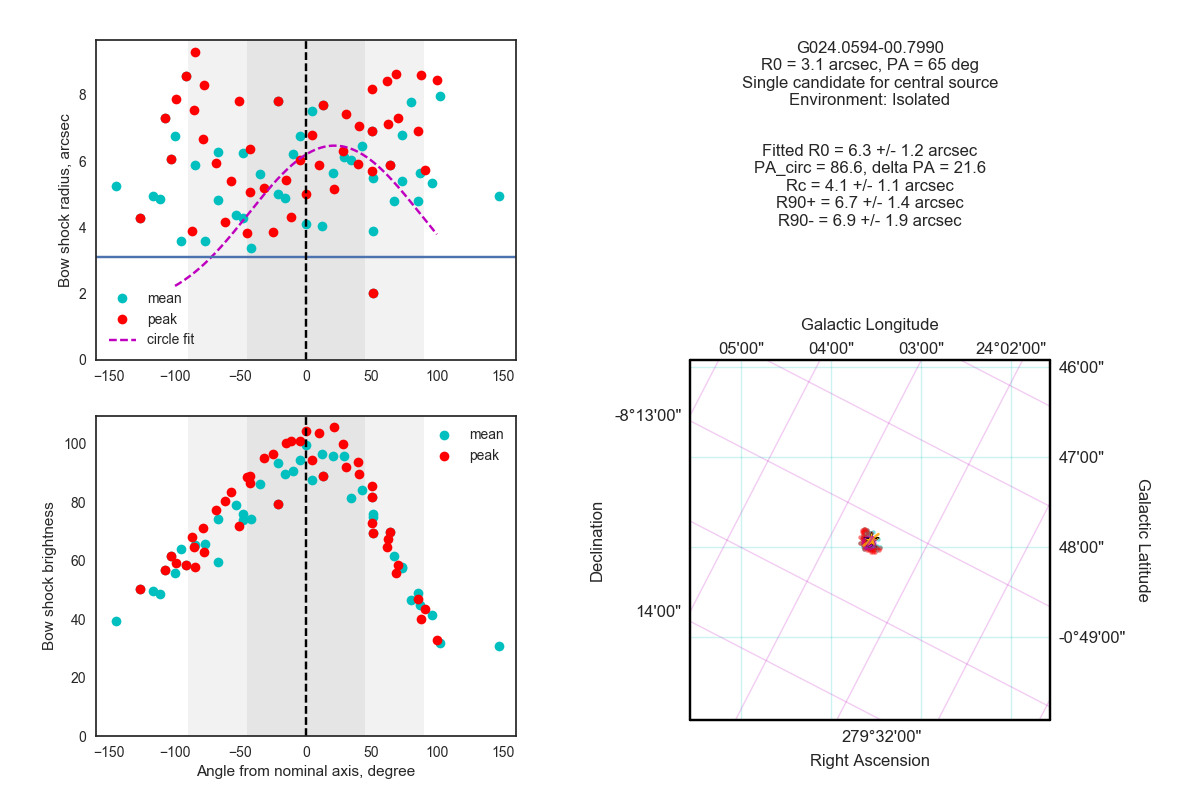 Bow shock radius, arcsec
8
6
4
2
0
mean
peak
circle fit
−150
−100
−50
0
50
100
150
Bow shock brightness
100
80
60
40
20
0
mean
peak
−150
−100
−50
0
50
100
150
Angle from nominal axis, degree
G024.0594-00.7990
R0 = 3.1 arcsec, PA = 65 deg
Single candidate for central source
Environment: Isolated
Fitted R0 = 6.3 +/- 1.2 arcsec
PA_circ = 86.6, delta PA = 21.6
Rc = 4.1 +/- 1.1 arcsec
R90+ = 6.7 +/- 1.4 arcsec
R90- = 6.9 +/- 1.9 arcsec
Galactic Longitude
05'00"
04'00"
03'00"
24°02'00"
46'00"
47'00"
48'00"
-0°49'00"
Galactic Latitude
-8°13'00"
14'00"
Declination
279°32'00"
Right Ascension